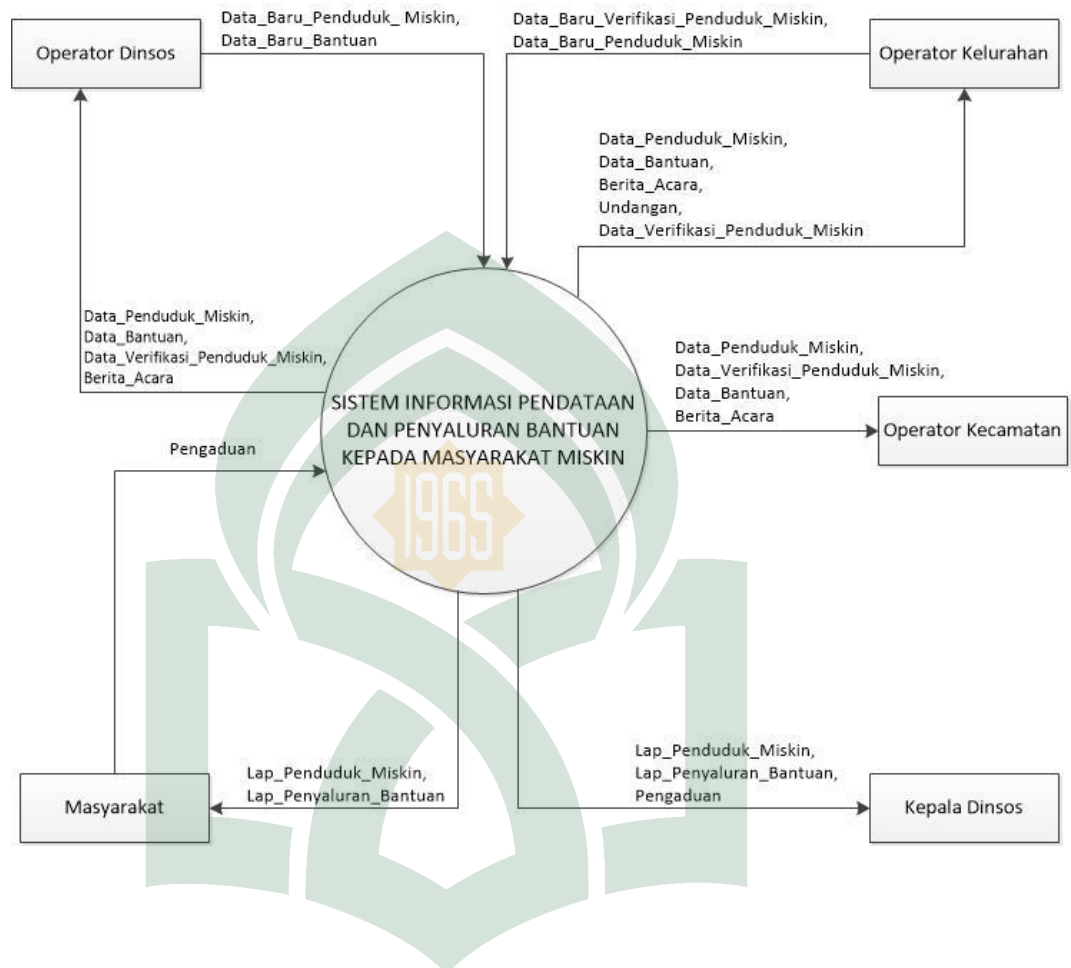 Data_Baru_Penduduk_ Miskin,
Data_Baru_Bantuan
Data_Baru_Verifikasi_Penduduk_Miskin,
Data_Baru_Penduduk_Miskin
Operator Dinsos
Operator Kelurahan
Data_Penduduk_Miskin,
Data_Bantuan,
Berita_Acara,
Undangan,
Data_Verifikasi_Penduduk_Miskin
Data_Penduduk_Miskin,
Data_Bantuan,
Data_Verifikasi_Penduduk_Miskin,
Berita_Acara
Data_Penduduk_Miskin,
Data_Verifikasi_Penduduk_Miskin,
Data_Bantuan,
Berita_Acara
SISTEM INFORMASI PENDATAAN
DAN PENYALURAN BANTUAN
KEPADA MASYARAKAT MISKIN
Operator Kecamatan
Pengaduan
1965
Lap_Penduduk_Miskin,
Lap_Penyaluran_Bantuan
Lap_Penduduk_Miskin,
Lap_Penyaluran_Bantuan,
Pengaduan
Masyarakat
Kepala Dinsos